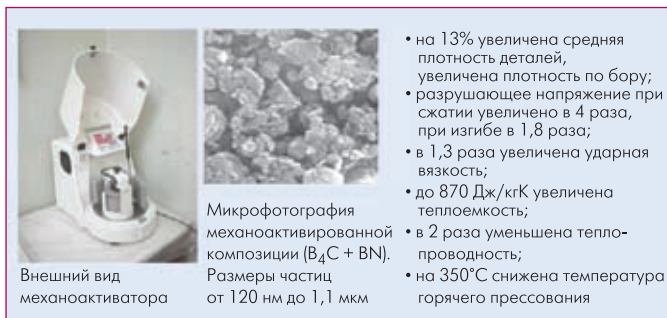 Внешний вид
механоактиватора
Микрофотография
механоактивированной
композиции (B₄C + BN).
Размеры частиц
от 120 нм до 1,1 мкм
• на 13% увеличена средняя
плотность деталей,
увеличена плотность по бору;
• разрушающее напряжение при
сжатии увеличено в 4 раза,
при изгибе в 1,8 раза;
• в 1,3 раза увеличена ударная
вязкость;
• до 870 Дж/кгК увеличена
теплоемкость;
• в 2 раза уменьшена тепло-
проводность;
• на 350°С снижена температура
горячего прессования